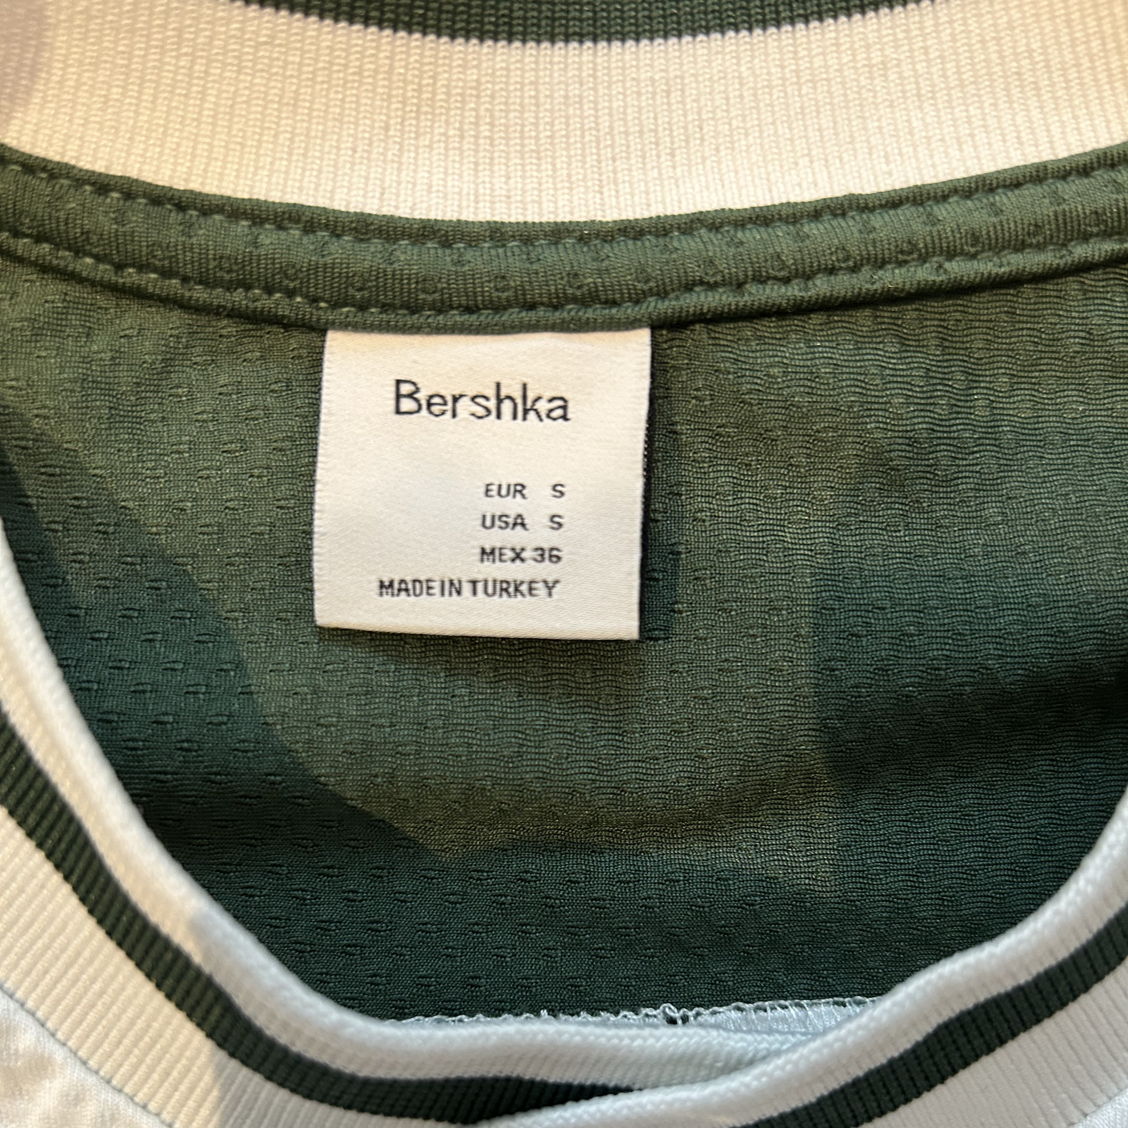 Bershka
EUR S
USA S
MEX 36
MADE IN TURKEY